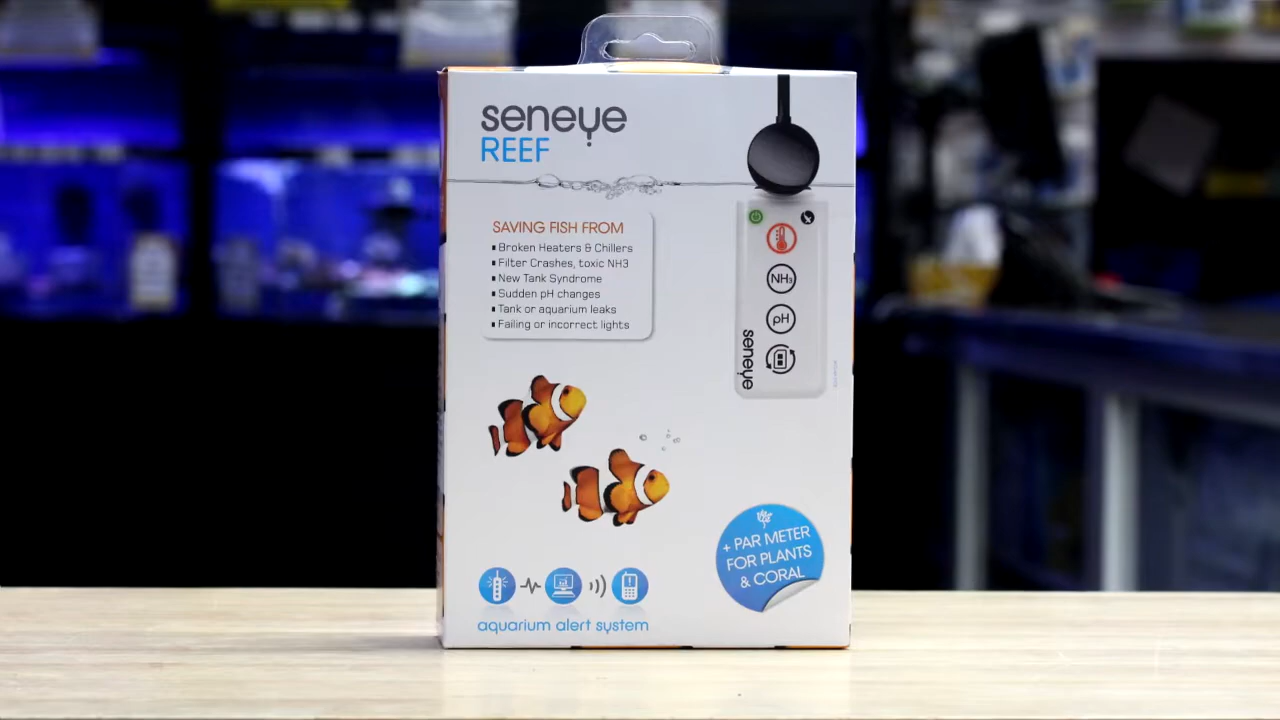 seneye
REEF
SAVING FISH FROM
Broken Heaters & Chillers
Filter Crashes, toxic NH3
New Tank Syndrome
Sudden pH changes
Tank or aquarium leaks
Failing or incorrect lights
NH₃
pH
seneye
+ PAR METER
FOR PLANTS
& CORAL
aquarium alert system